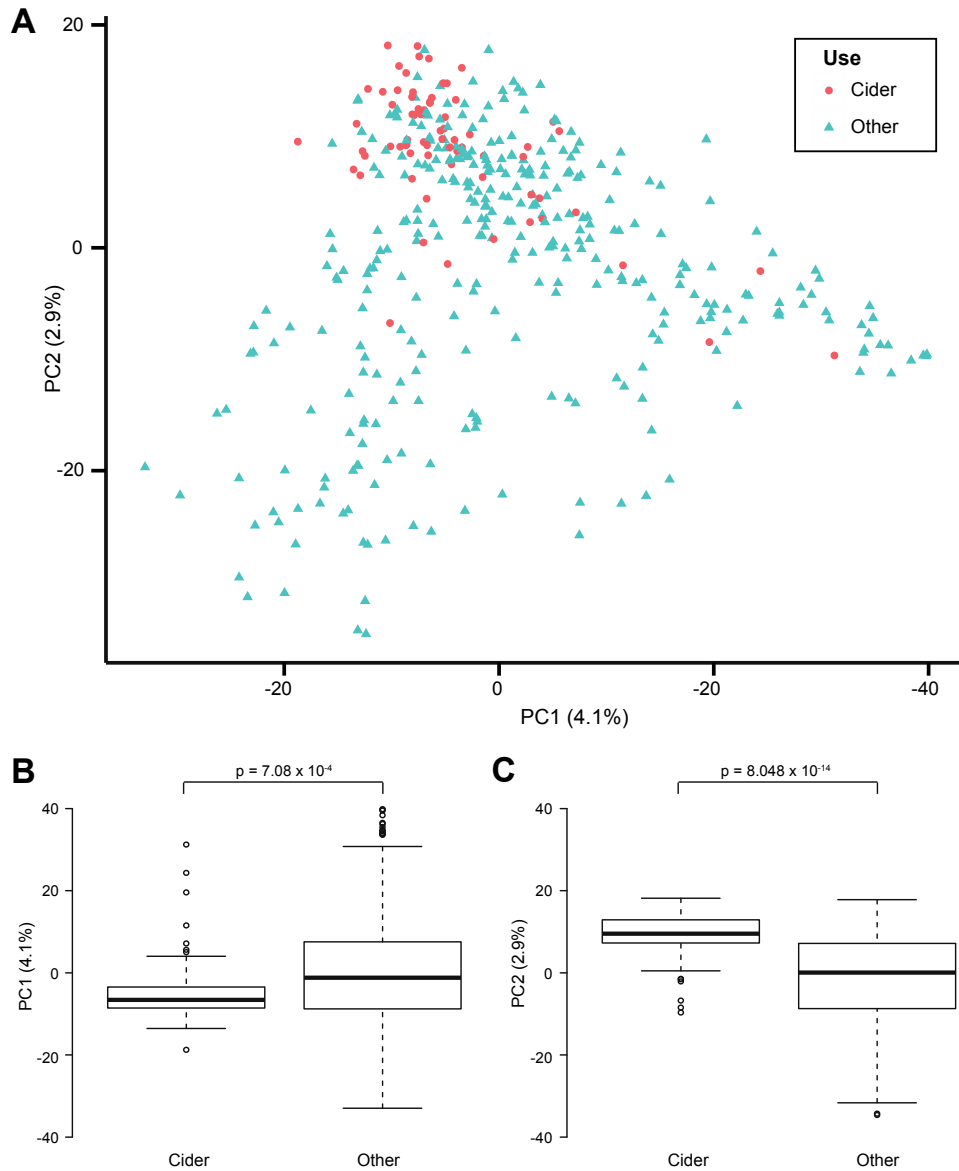 A
20
0
-20
PC2 (2.9%)
Use
Cider
Other
-20
0
-20
-40
PC1 (4.1%)
B
p = 7.08 x 10⁻⁴
40
20
0
-20
-40
PC1 (4.1%)
Cider
Other
C
p = 8.048 x 10⁻¹⁴
40
20
0
-20
-40
PC2 (2.9%)
Cider
Other